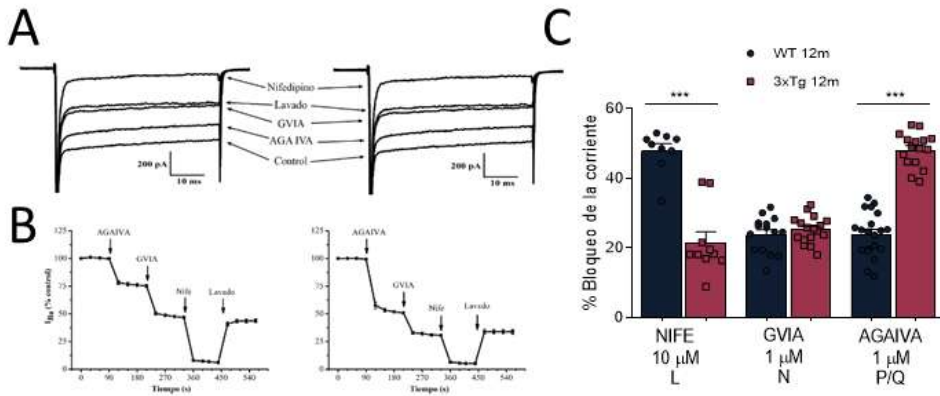 A
Nifedipino
Lavado
GVIA
AGA IVA
Control
200 pA
10 ms
200 pA
10 ms
B
I_Ba (% control)
100
75
50
25
0
AGAIVA
GVIA
Nife
Lavado
0 90 180 270 360 450 540
Tiempo (s)
125
100
75
50
25
0
AGAIVA
GVIA
Nife
Lavado
0 90 180 270 360 450 540
Tiempo (s)
C
WT 12m
3xTg 12m
% Bloqueo de la corriente
60
40
20
0
***
***
NIFE GVIA AGAIVA
10 µM 1 µM 1 µM
L N P/Q